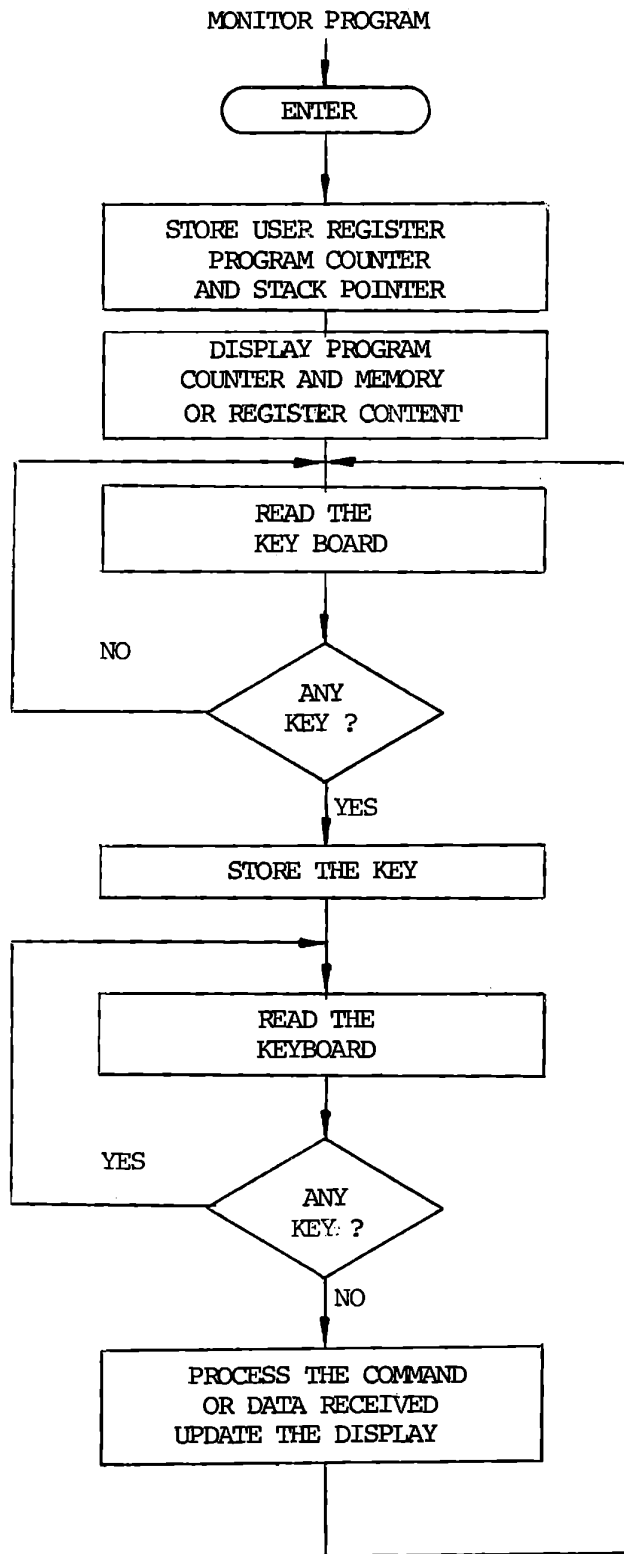 MONITOR PROGRAM
ENTER
STORE USER REGISTER
PROGRAM COUNTER
AND STACK POINTER
DISPLAY PROGRAM
COUNTER AND MEMORY
OR REGISTER CONTENT
READ THE
KEY BOARD
NO
ANY
KEY ?
YES
STORE THE KEY
READ THE
KEYBOARD
YES
ANY
KEY ?
NO
PROCESS THE COMMAND
OR DATA RECEIVED
UPDATE THE DISPLAY